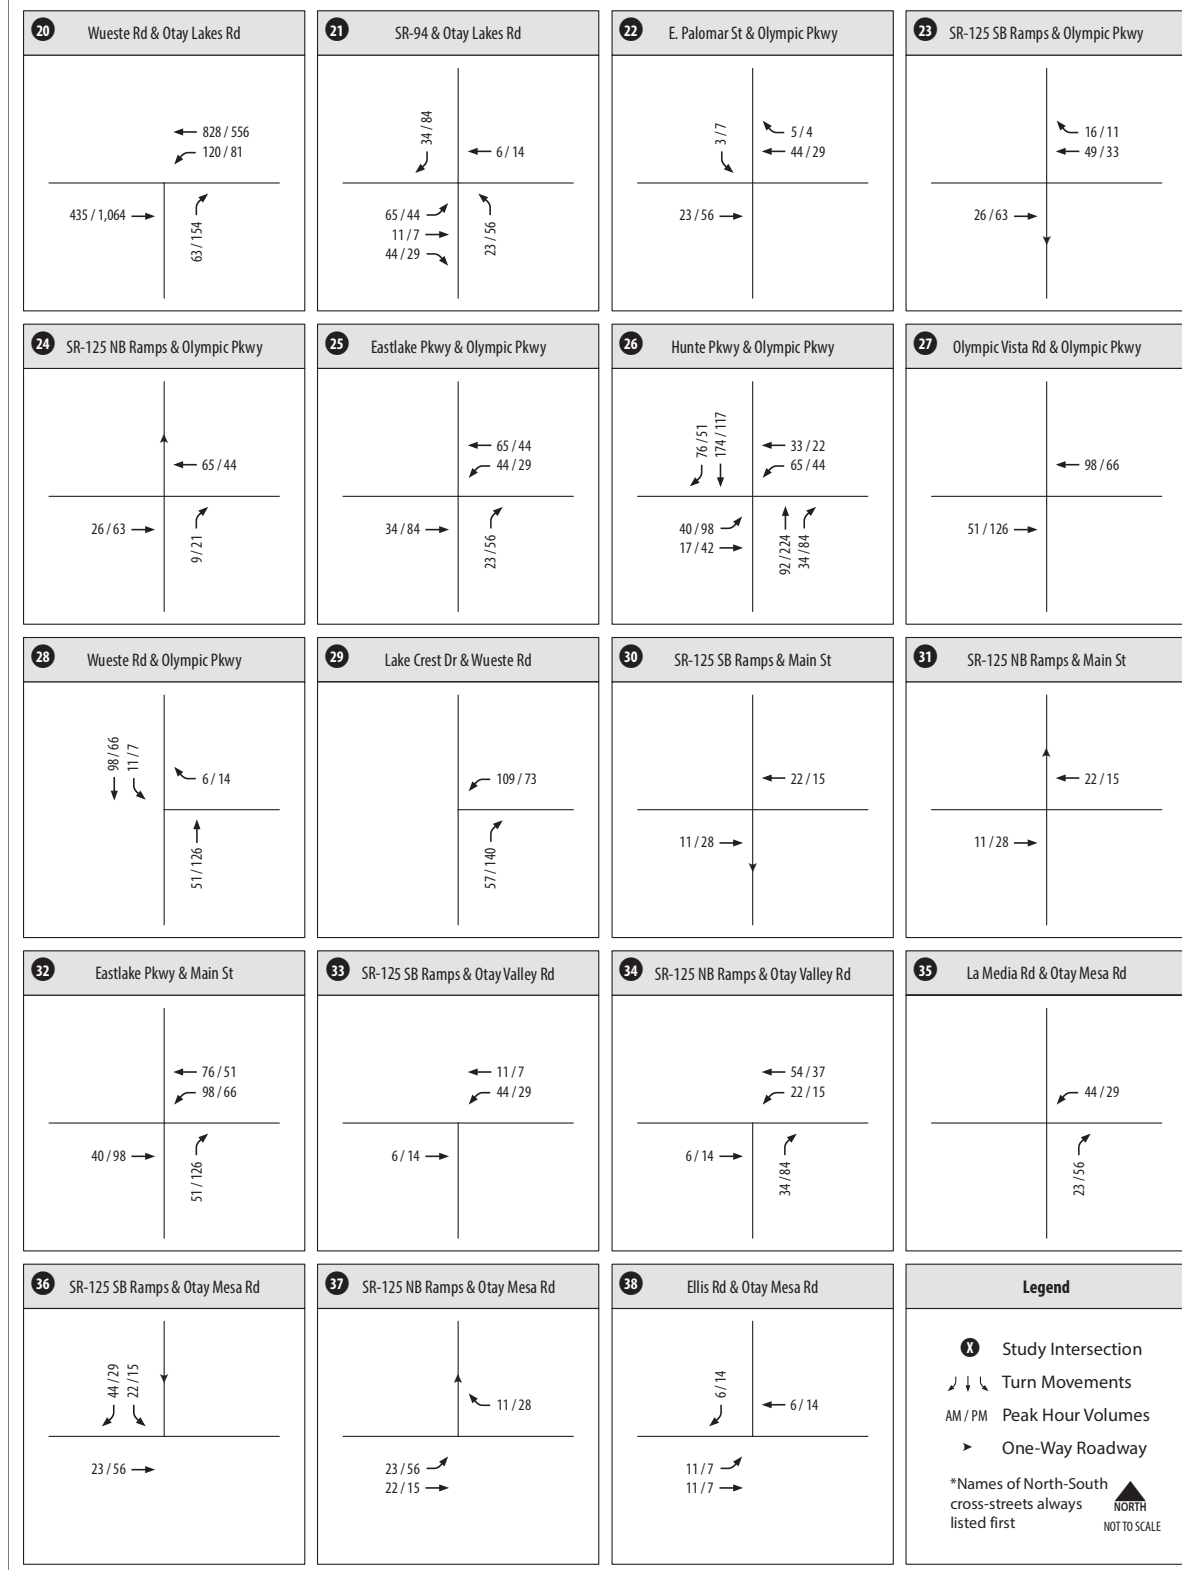 20 Wueste Rd & Otay Lakes Rd
828 / 556
120 / 81
435 / 1,064
63 / 154
21 SR-94 & Otay Lakes Rd
34 / 84
6 / 14
65 / 44
11 / 7
44 / 29
23 / 56
22 E. Palomar St & Olympic Pkwy
3 / 7
5 / 4
44 / 29
23 / 56
23 SR-125 SB Ramps & Olympic Pkwy
16 / 11
49 / 33
26 / 63
24 SR-125 NB Ramps & Olympic Pkwy
65 / 44
26 / 63
9 / 21
25 Eastlake Pkwy & Olympic Pkwy
65 / 44
44 / 29
34 / 84
23 / 56
26 Hunte Pkwy & Olympic Pkwy
76 / 51
174 / 117
33 / 22
65 / 44
40 / 98
17 / 42
92 / 224
34 / 84
27 Olympic Vista Rd & Olympic Pkwy
98 / 66
51 / 126
28 Wueste Rd & Olympic Pkwy
98 / 66
11 / 7
6 / 14
51 / 126
29 Lake Crest Dr & Wueste Rd
109 / 73
57 / 140
30 SR-125 SB Ramps & Main St
22 / 15
11 / 28
31 SR-125 NB Ramps & Main St
22 / 15
11 / 28
32 Eastlake Pkwy & Main St
76 / 51
98 / 66
40 / 98
51 / 126
33 SR-125 SB Ramps & Otay Valley Rd
11 / 7
44 / 29
6 / 14
34 SR-125 NB Ramps & Otay Valley Rd
54 / 37
22 / 15
6 / 14
34 / 84
35 La Media Rd & Otay Mesa Rd
44 / 29
23 / 56
36 SR-125 SB Ramps & Otay Mesa Rd
44 / 29
22 / 15
23 / 56
37 SR-125 NB Ramps & Otay Mesa Rd
11 / 28
23 / 56
22 / 15
38 Ellis Rd & Otay Mesa Rd
6 / 14
6 / 14
11 / 7
11 / 7
Legend
X Study Intersection
Turn Movements
AM / PM Peak Hour Volumes
One-Way Roadway
*Names of North-South
cross-streets always
listed first
NORTH
NOT TO SCALE